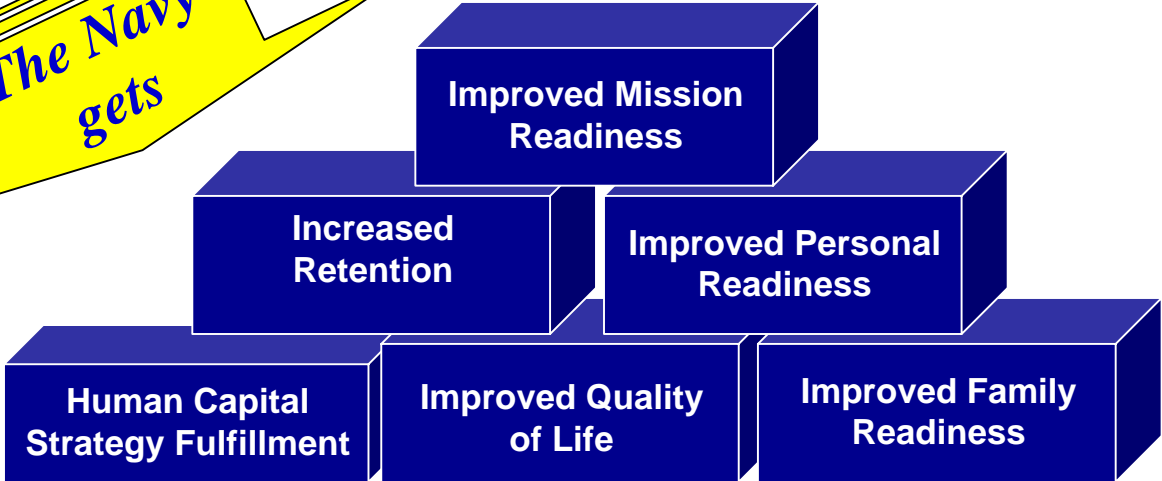 The Navy
gets
Improved Mission
Readiness
Increased
Retention
Improved Personal
Readiness
Human Capital
Strategy Fulfillment
Improved Quality
of Life
Improved Family
Readiness